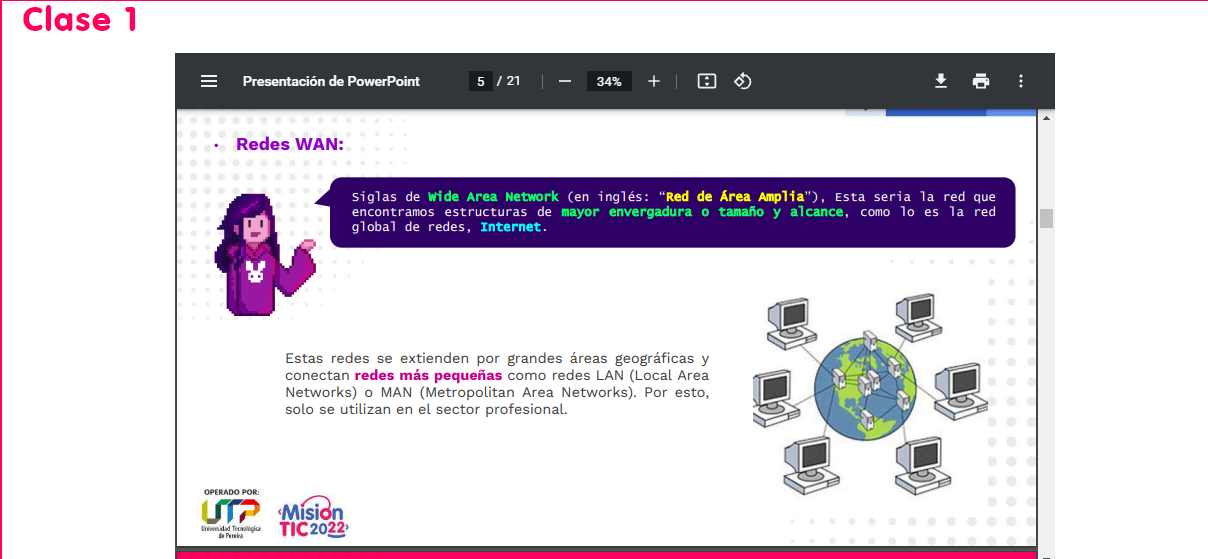 Clase 1
Presentación de PowerPoint
5 / 21
34%
• Redes WAN:
Siglas de Wide Area Network (en inglés: “Red de Área Amplia”), Esta seria la red que
encontramos estructuras de mayor envergadura o tamaño y alcance, como lo es la red
global de redes, Internet.
Estas redes se extienden por grandes áreas geográficas y
conectan redes más pequeñas como redes LAN (Local Area
Networks) o MAN (Metropolitan Area Networks). Por esto,
solo se utilizan en el sector profesional.
OPERADO POR:
UTP
Universidad Tecnológica
de Pereira
Misión
TIC 2022